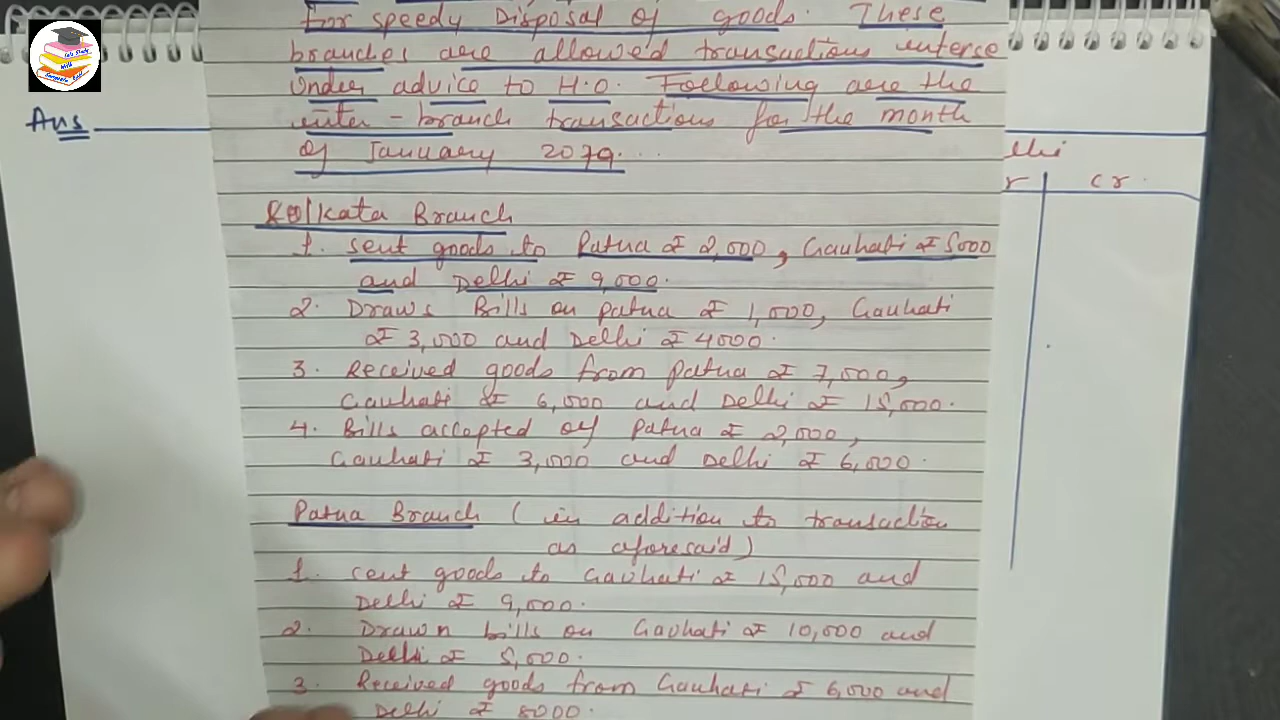 for speedy Disposal of goods. These
branches are allowed transactions interse
Under advice to H.O. Following are the
inter-branch transactions for the month
of January 2079...
Ans
Kolkata Branch
1. Sent goods to Patna ₹ 2,000, Gauhati ₹ 5000
and Delhi ₹ 9,000.
2. Draws Bills on Patna ₹ 1,000, Gauhati
₹ 3,000 and Delhi ₹ 4000.
3. Received goods from Patna ₹ 7,000,
Gauhati ₹ 6,000 and Delhi ₹ 15,000.
4. Bills accepted of Patna ₹ 2,000,
Gauhati ₹ 3,000 and Delhi ₹ 6,000.
Patna Branch (in addition to transaction
as aforesaid)
1. Sent goods to Gauhati ₹ 15,000 and
Delhi ₹ 9,000.
2. Drawn bills on Gauhati ₹ 10,000 and
Delhi ₹ 5,000.
3. Received goods from Gauhati ₹ 6,000 and
Delhi ₹ 8000.
lhi
r
Cr.